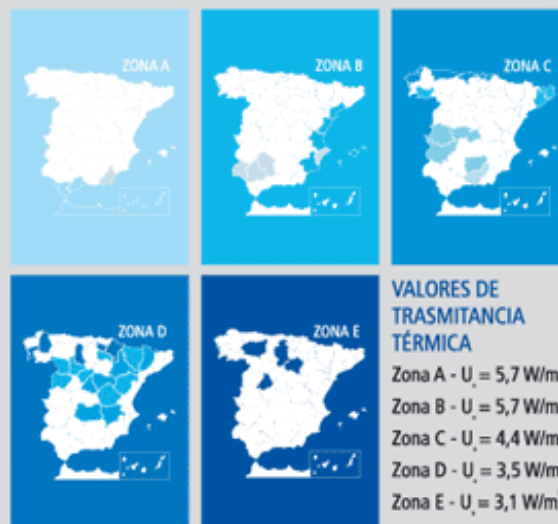 ZONA A
ZONA B
ZONA C
ZONA D
ZONA E
VALORES DE
TRASMITANCIA
TÉRMICA
Zona A - U = 5,7 W/m
Zona B - U = 5,7 W/m
Zona C - U = 4,4 W/m
Zona D - U = 3,5 W/m
Zona E - U = 3,1 W/m